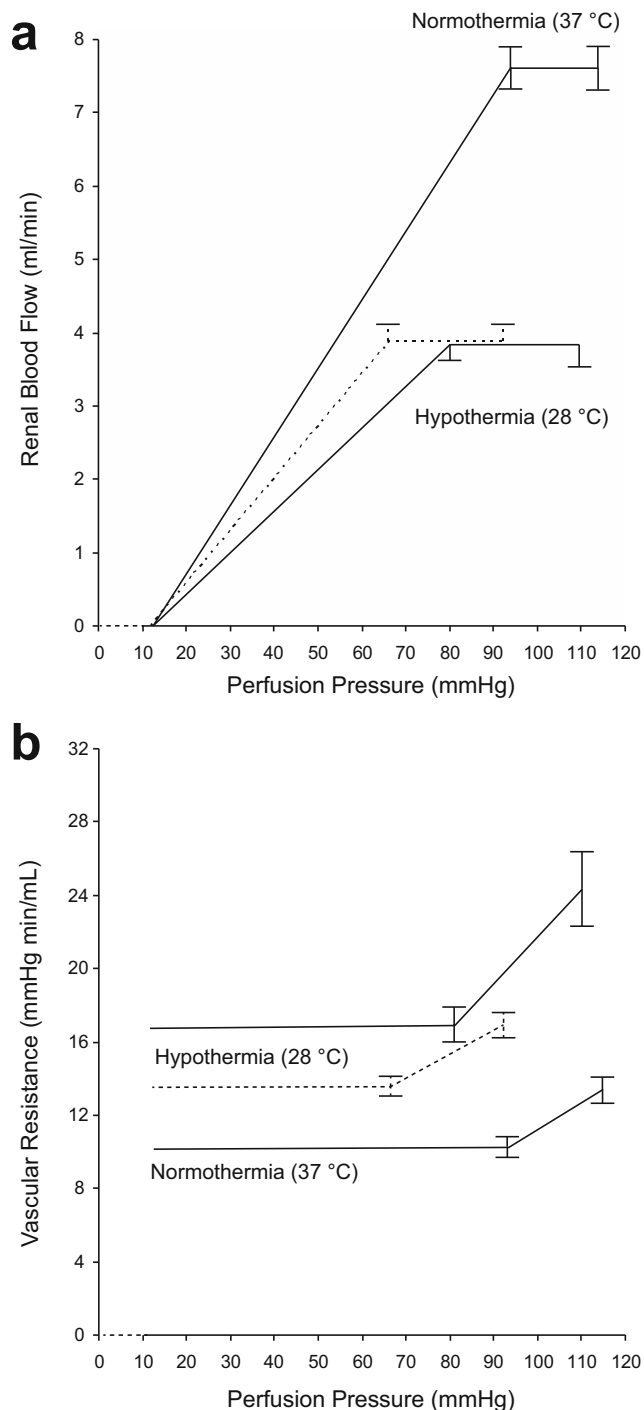 a
Normothermia (37 °C)
8
7
6
5
4
3
2
1
0
Renal Blood Flow (ml/min)
Hypothermia (28 °C)
0 10 20 30 40 50 60 70 80 90 100 110 120
Perfusion Pressure (mmHg)
b
32
28
24
20
16
12
8
4
0
Vascular Resistance (mmHg min/mL)
Hypothermia (28 °C)
Normothermia (37 °C)
0 10 20 30 40 50 60 70 80 90 100 110 120
Perfusion Pressure (mmHg)